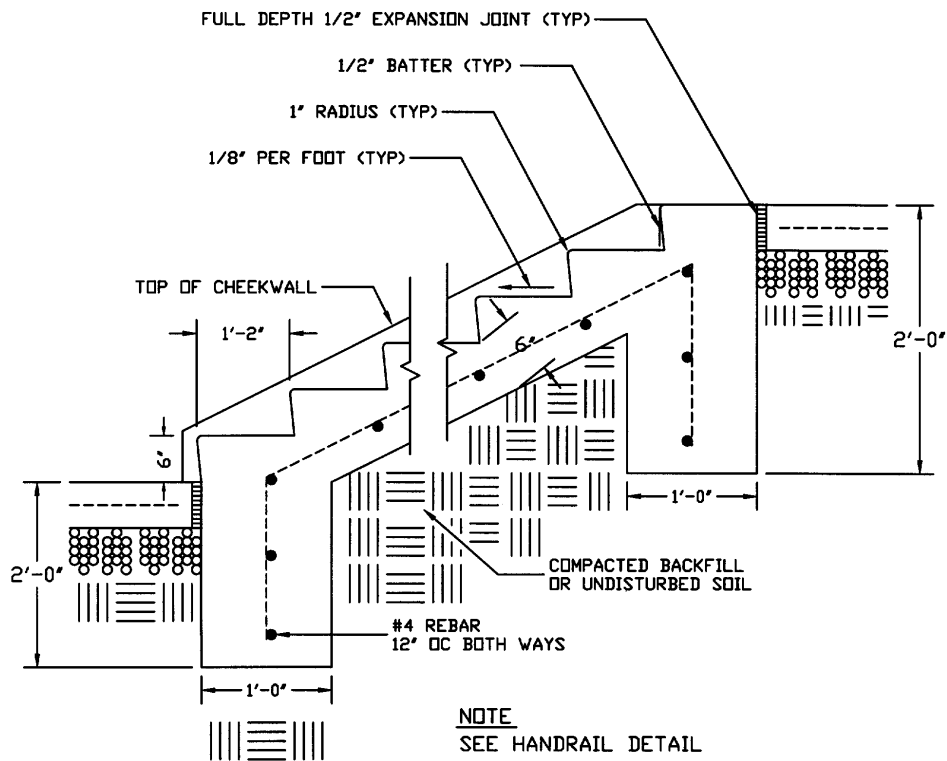 FULL DEPTH 1/2" EXPANSION JOINT (TYP)
1/2" BATTER (TYP)
1" RADIUS (TYP)
1/8" PER FOOT (TYP)
TOP OF CHEEKWALL
1'-2"
6"
2'-0"
6"
1'-0"
2'-0"
COMPACTED BACKFILL
OR UNDISTURBED SOIL
#4 REBAR
12" OC BOTH WAYS
1'-0"
NOTE
SEE HANDRAIL DETAIL